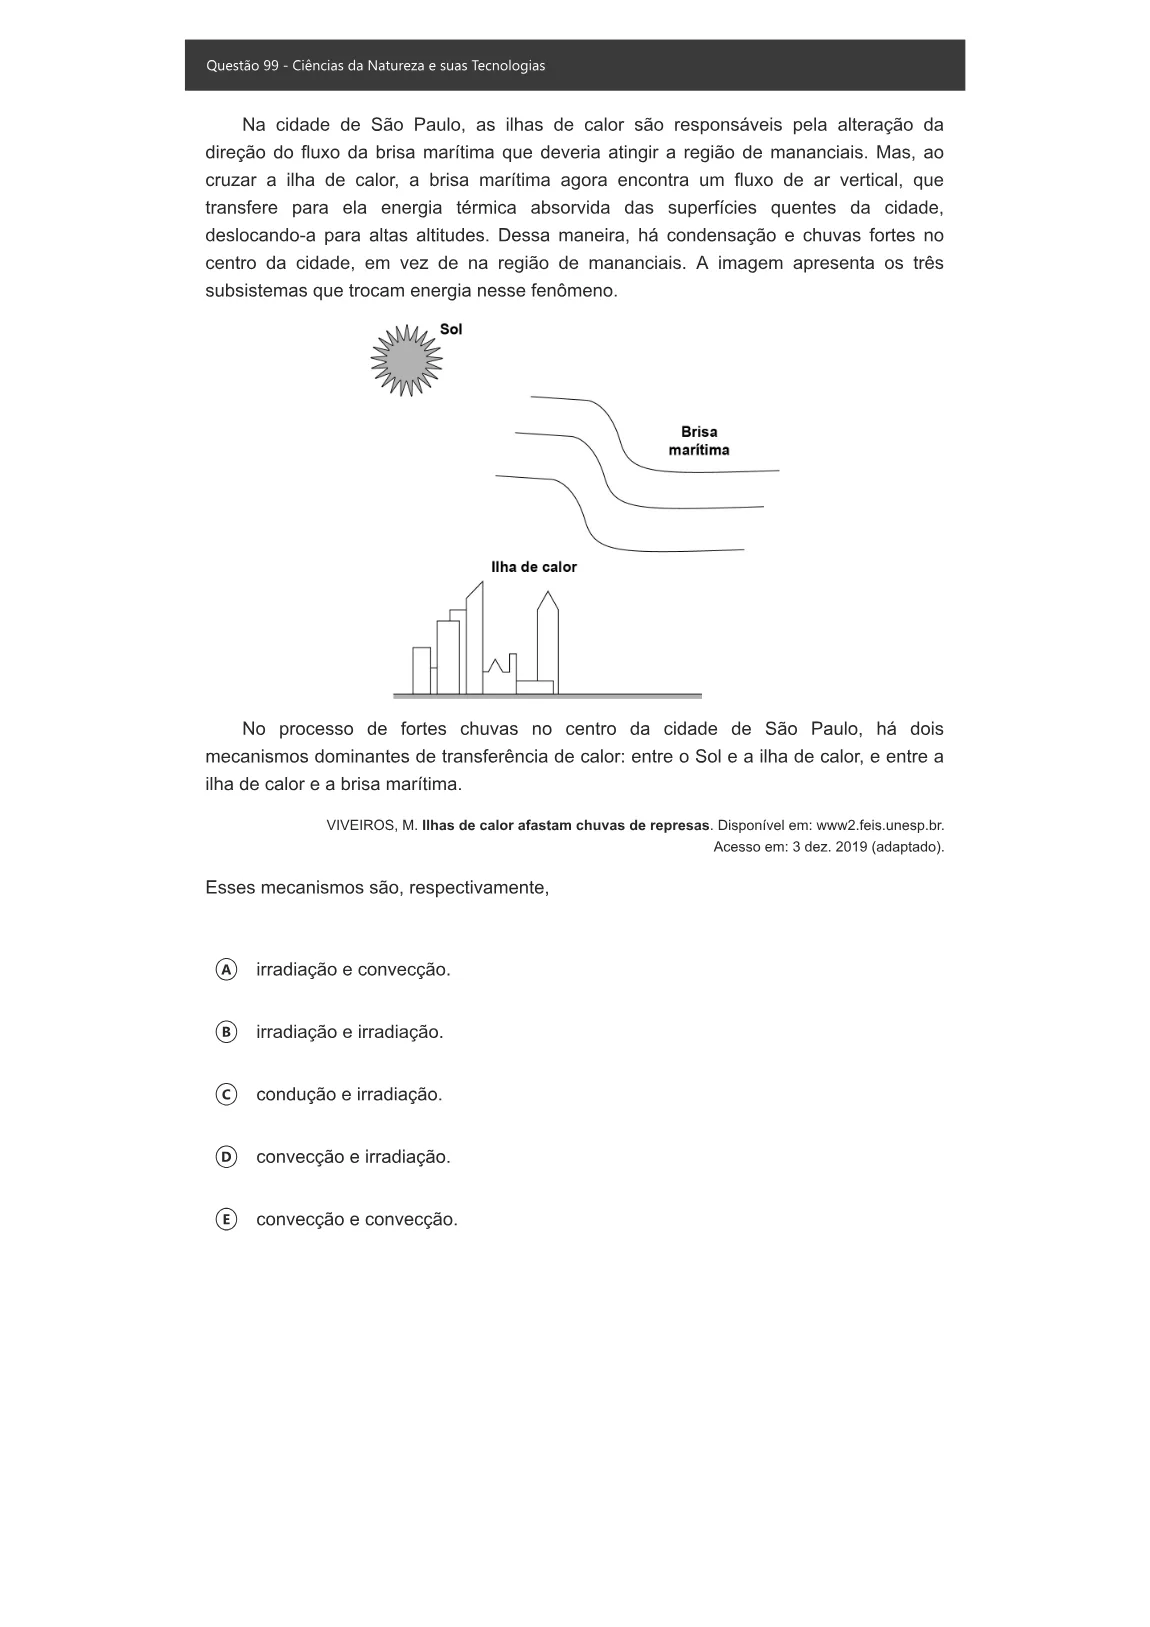 Questão 99 - Ciências da Natureza e suas Tecnologias
Na cidade de São Paulo, as ilhas de calor são responsáveis pela alteração da
direção do fluxo da brisa marítima que deveria atingir a região de mananciais. Mas, ao
cruzar a ilha de calor, a brisa marítima agora encontra um fluxo de ar vertical, que
transfere para ela energia térmica absorvida das superfícies quentes da cidade,
deslocando-a para altas altitudes. Dessa maneira, há condensação e chuvas fortes no
centro da cidade, em vez de na região de mananciais. A imagem apresenta os três
subsistemas que trocam energia nesse fenômeno.
Sol
Brisa
marítima
Ilha de calor
No processo de fortes chuvas no centro da cidade de São Paulo, há dois
mecanismos dominantes de transferência de calor: entre o Sol e a ilha de calor, e entre a
ilha de calor e a brisa marítima.
VIVEIROS, M. Ilhas de calor afastam chuvas de represas. Disponível em: www2.feis.unesp.br.
Acesso em: 3 dez. 2019 (adaptado).
Esses mecanismos são, respectivamente,
A irradiação e convecção.
B irradiação e irradiação.
C condução e irradiação.
D convecção e irradiação.
E convecção e convecção.